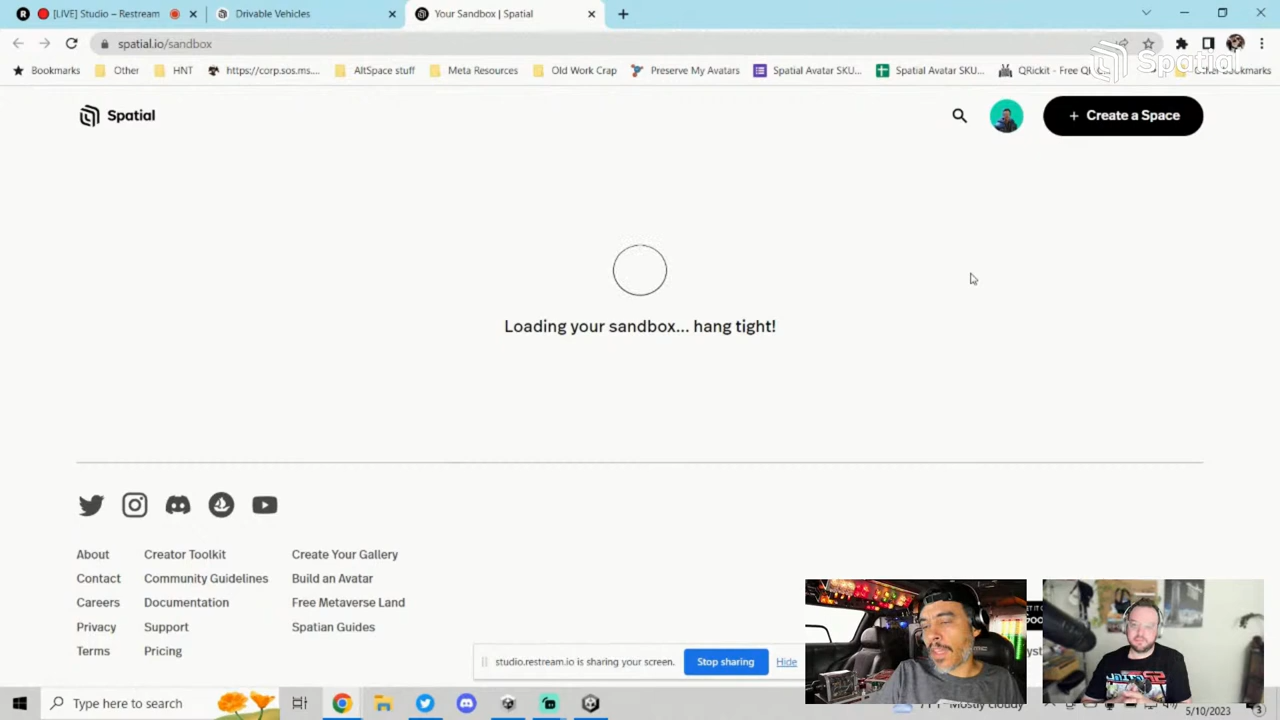 [LIVE] Studio – Restream
Drivable Vehicles
Your Sandbox | Spatial
spatial.io/sandbox
Bookmarks
Other
HNT
https://corp.sos.ms....
AltSpace stuff
Meta Resources
Old Work Crap
Preserve My Avatars
Spatial Avatar SKU...
Spatial Avatar SKU...
QRickit - Free Q
Bookmarks
Spatial
Spatial
+ Create a Space
Loading your sandbox... hang tight!
About
Creator Toolkit
Create Your Gallery
Contact
Community Guidelines
Build an Avatar
Careers
Documentation
Free Metaverse Land
Privacy
Support
Spatian Guides
Terms
Pricing
studio.restream.io is sharing your screen.
Stop sharing
Hide
Type here to search
Mostly cloudy
5/10/2023
3